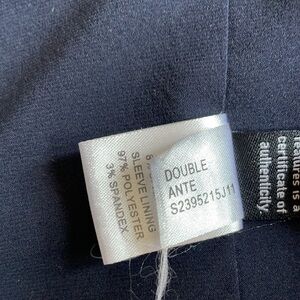 DOUBLE
ANTE
S2395215J11
SLEEVE LINING
97% POLYESTER
3% SPANDEX
features is a
certificate of
authenticity